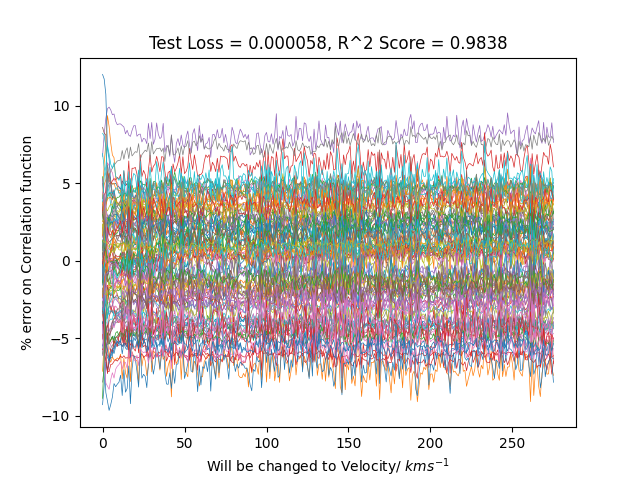 Test Loss = 0.000058, R^2 Score = 0.9838
% error on Correlation function
10
5
0
−5
−10
0 50 100 150 200 250
Will be changed to Velocity/ kms⁻¹